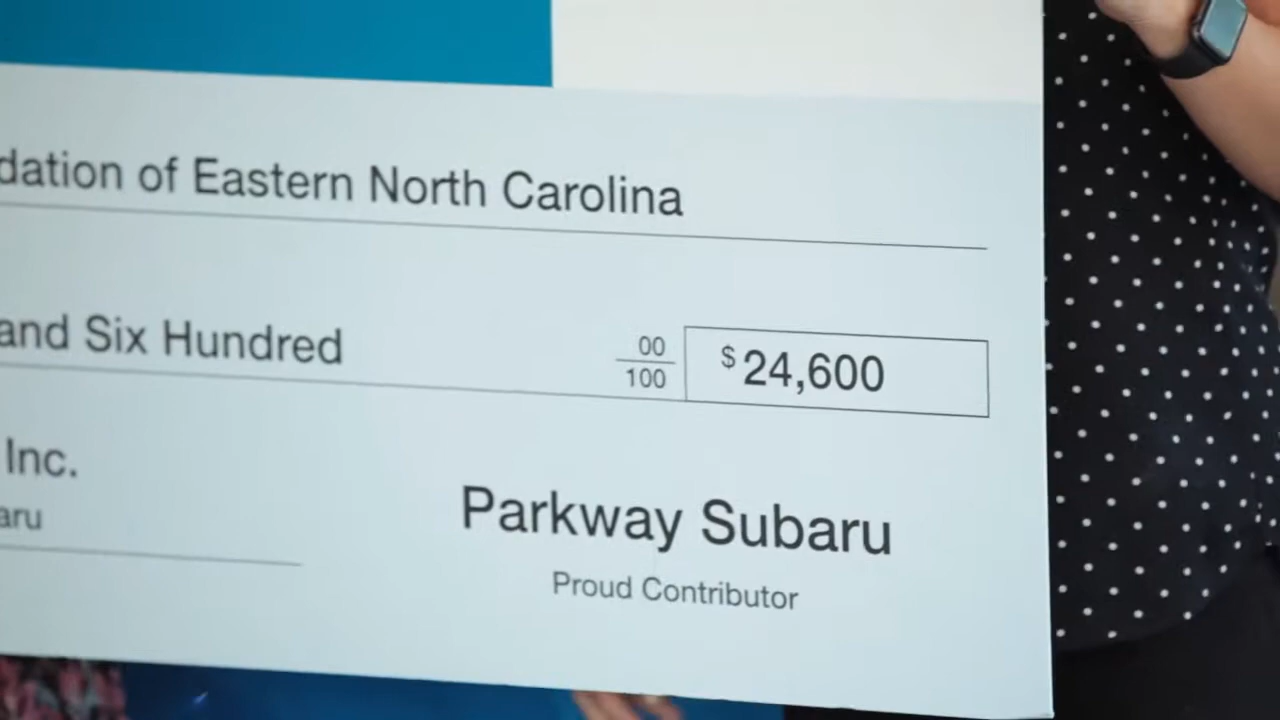 dation of Eastern North Carolina
and Six Hundred
00
100
$24,600
Inc.
aru
Parkway Subaru
Proud Contributor